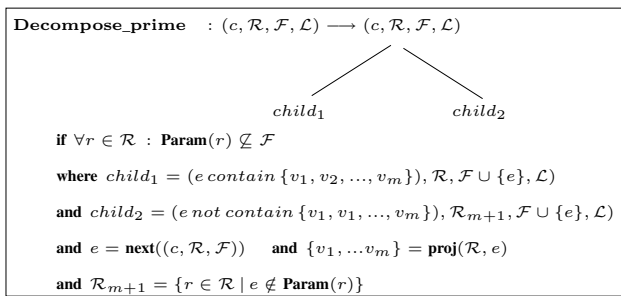 Decompose_prime : (c, ℛ, ℱ, ℒ) ⟶ (c, ℛ, ℱ, ℒ)
child₁ child₂
if ∀r ∈ ℛ : Param(r) ⊈ ℱ
where child₁ = (e contain {v₁, v₂, ..., vₘ}), ℛ, ℱ ∪ {e}, ℒ)
and child₂ = (e not contain {v₁, v₁, ..., vₘ}), ℛₘ₊₁, ℱ ∪ {e}, ℒ)
and e = next((c, ℛ, ℱ)) and {v₁, ...vₘ} = proj(ℛ, e)
and ℛₘ₊₁ = {r ∈ ℛ | e ∉ Param(r)}